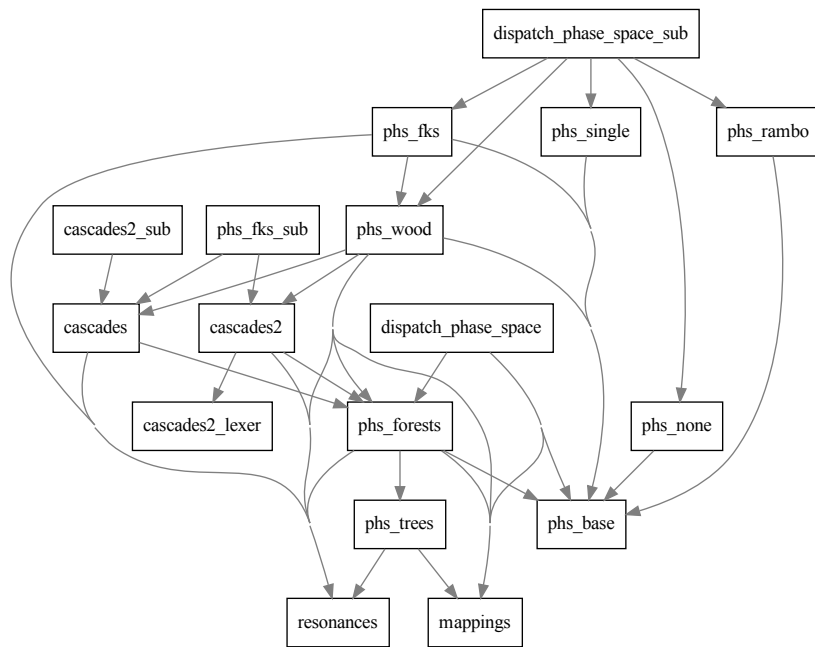 dispatch_phase_space_sub
phs_fks
phs_single
phs_rambo
cascades2_sub
phs_fks_sub
phs_wood
cascades
cascades2
dispatch_phase_space
cascades2_lexer
phs_forests
phs_none
phs_trees
phs_base
resonances
mappings